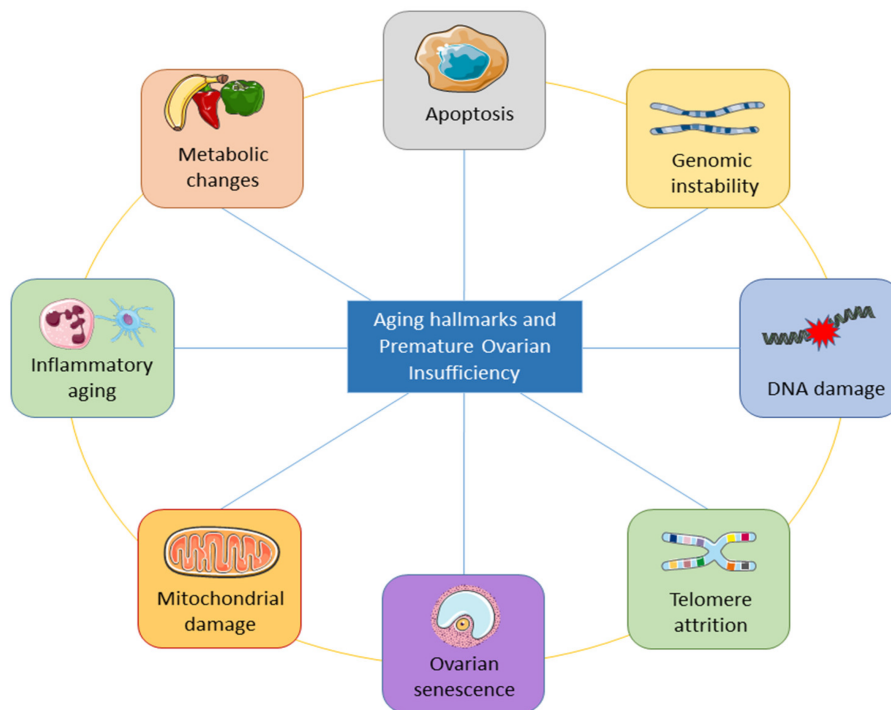 Apoptosis
Genomic
instability
DNA damage
Telomere
attrition
Ovarian
senescence
Mitochondrial
damage
Inflammatory
aging
Metabolic
changes
Aging hallmarks and
Premature Ovarian
Insufficiency